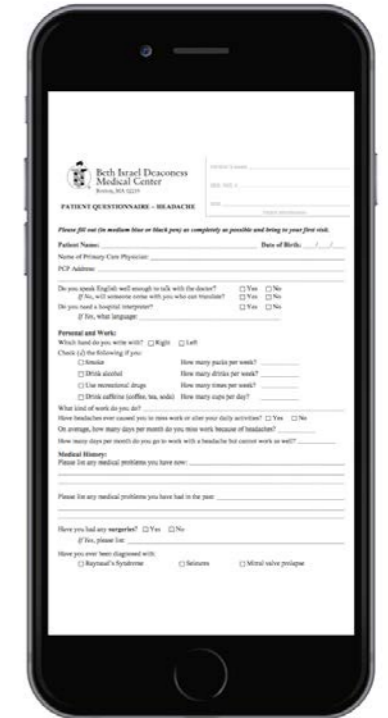 Beth Israel Deaconess
Medical Center
Boston, MA 02215
PATIENT QUESTIONNAIRE – HEADACHE
Please fill out (in medium blue or black pen) as completely as possible and bring to your first visit.
Patient Name: Date of Birth: / /
Name of Primary Care Physician:
PCP Address:
Do you speak English well enough to talk with the doctor? ☐ Yes ☐ No
If No, will someone come with you who can translate? ☐ Yes ☐ No
Do you need a hospital interpreter? ☐ Yes ☐ No
If Yes, what language:
Personal and Work:
Which hand do you write with? ☐ Right ☐ Left
Check (√) the following if you:
☐ Smoke How many packs per week?
☐ Drink alcohol How many drinks per week?
☐ Use recreational drugs How many times per week?
☐ Drink caffeine (coffee, tea, soda) How many cups per day?
What kind of work do you do?
Have headaches ever caused you to miss work or alter your daily activities? ☐ Yes ☐ No
On average, how many days per month do you miss work because of headaches?
How many days per month do you go to work with a headache but cannot work as well?
Medical History:
Please list any medical problems you have now:
Please list any medical problems you have had in the past:
Have you had any surgeries? ☐ Yes ☐ No
If Yes, please list:
Have you ever been diagnosed with:
☐ Raynaud's Syndrome ☐ Seizures ☐ Mitral valve prolapse